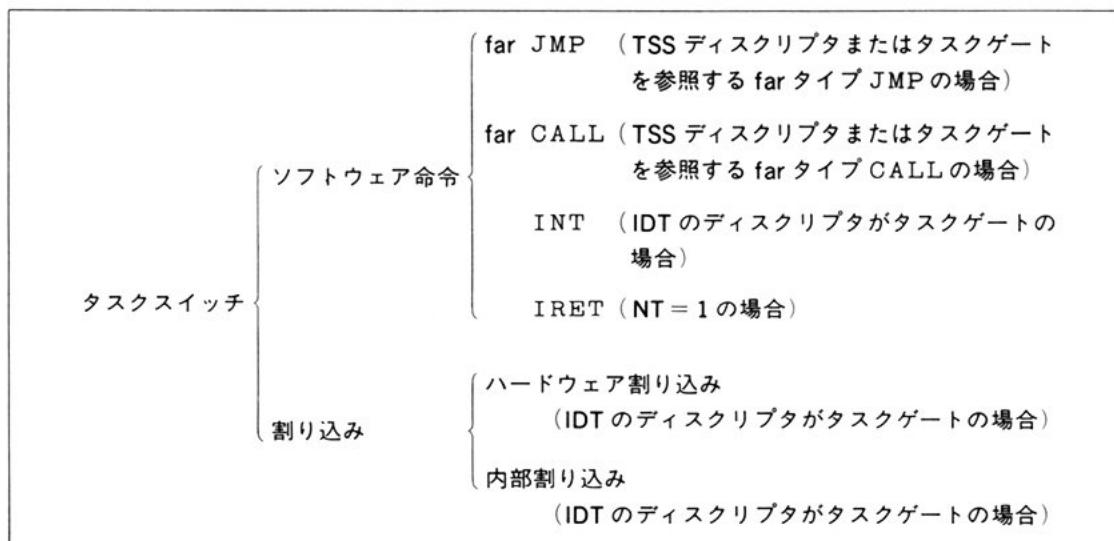 far JMP (TSS ディスクリプタまたはタスクゲート
を参照する far タイプ JMP の場合)
far CALL (TSS ディスクリプタまたはタスクゲート
を参照する far タイプ CALL の場合)
ソフトウェア命令
INT (IDT のディスクリプタがタスクゲートの
場合)
タスクスイッチ
IRET (NT = 1 の場合)
ハードウェア割り込み
(IDT のディスクリプタがタスクゲートの場合)
割り込み
内部割り込み
(IDT のディスクリプタがタスクゲートの場合)